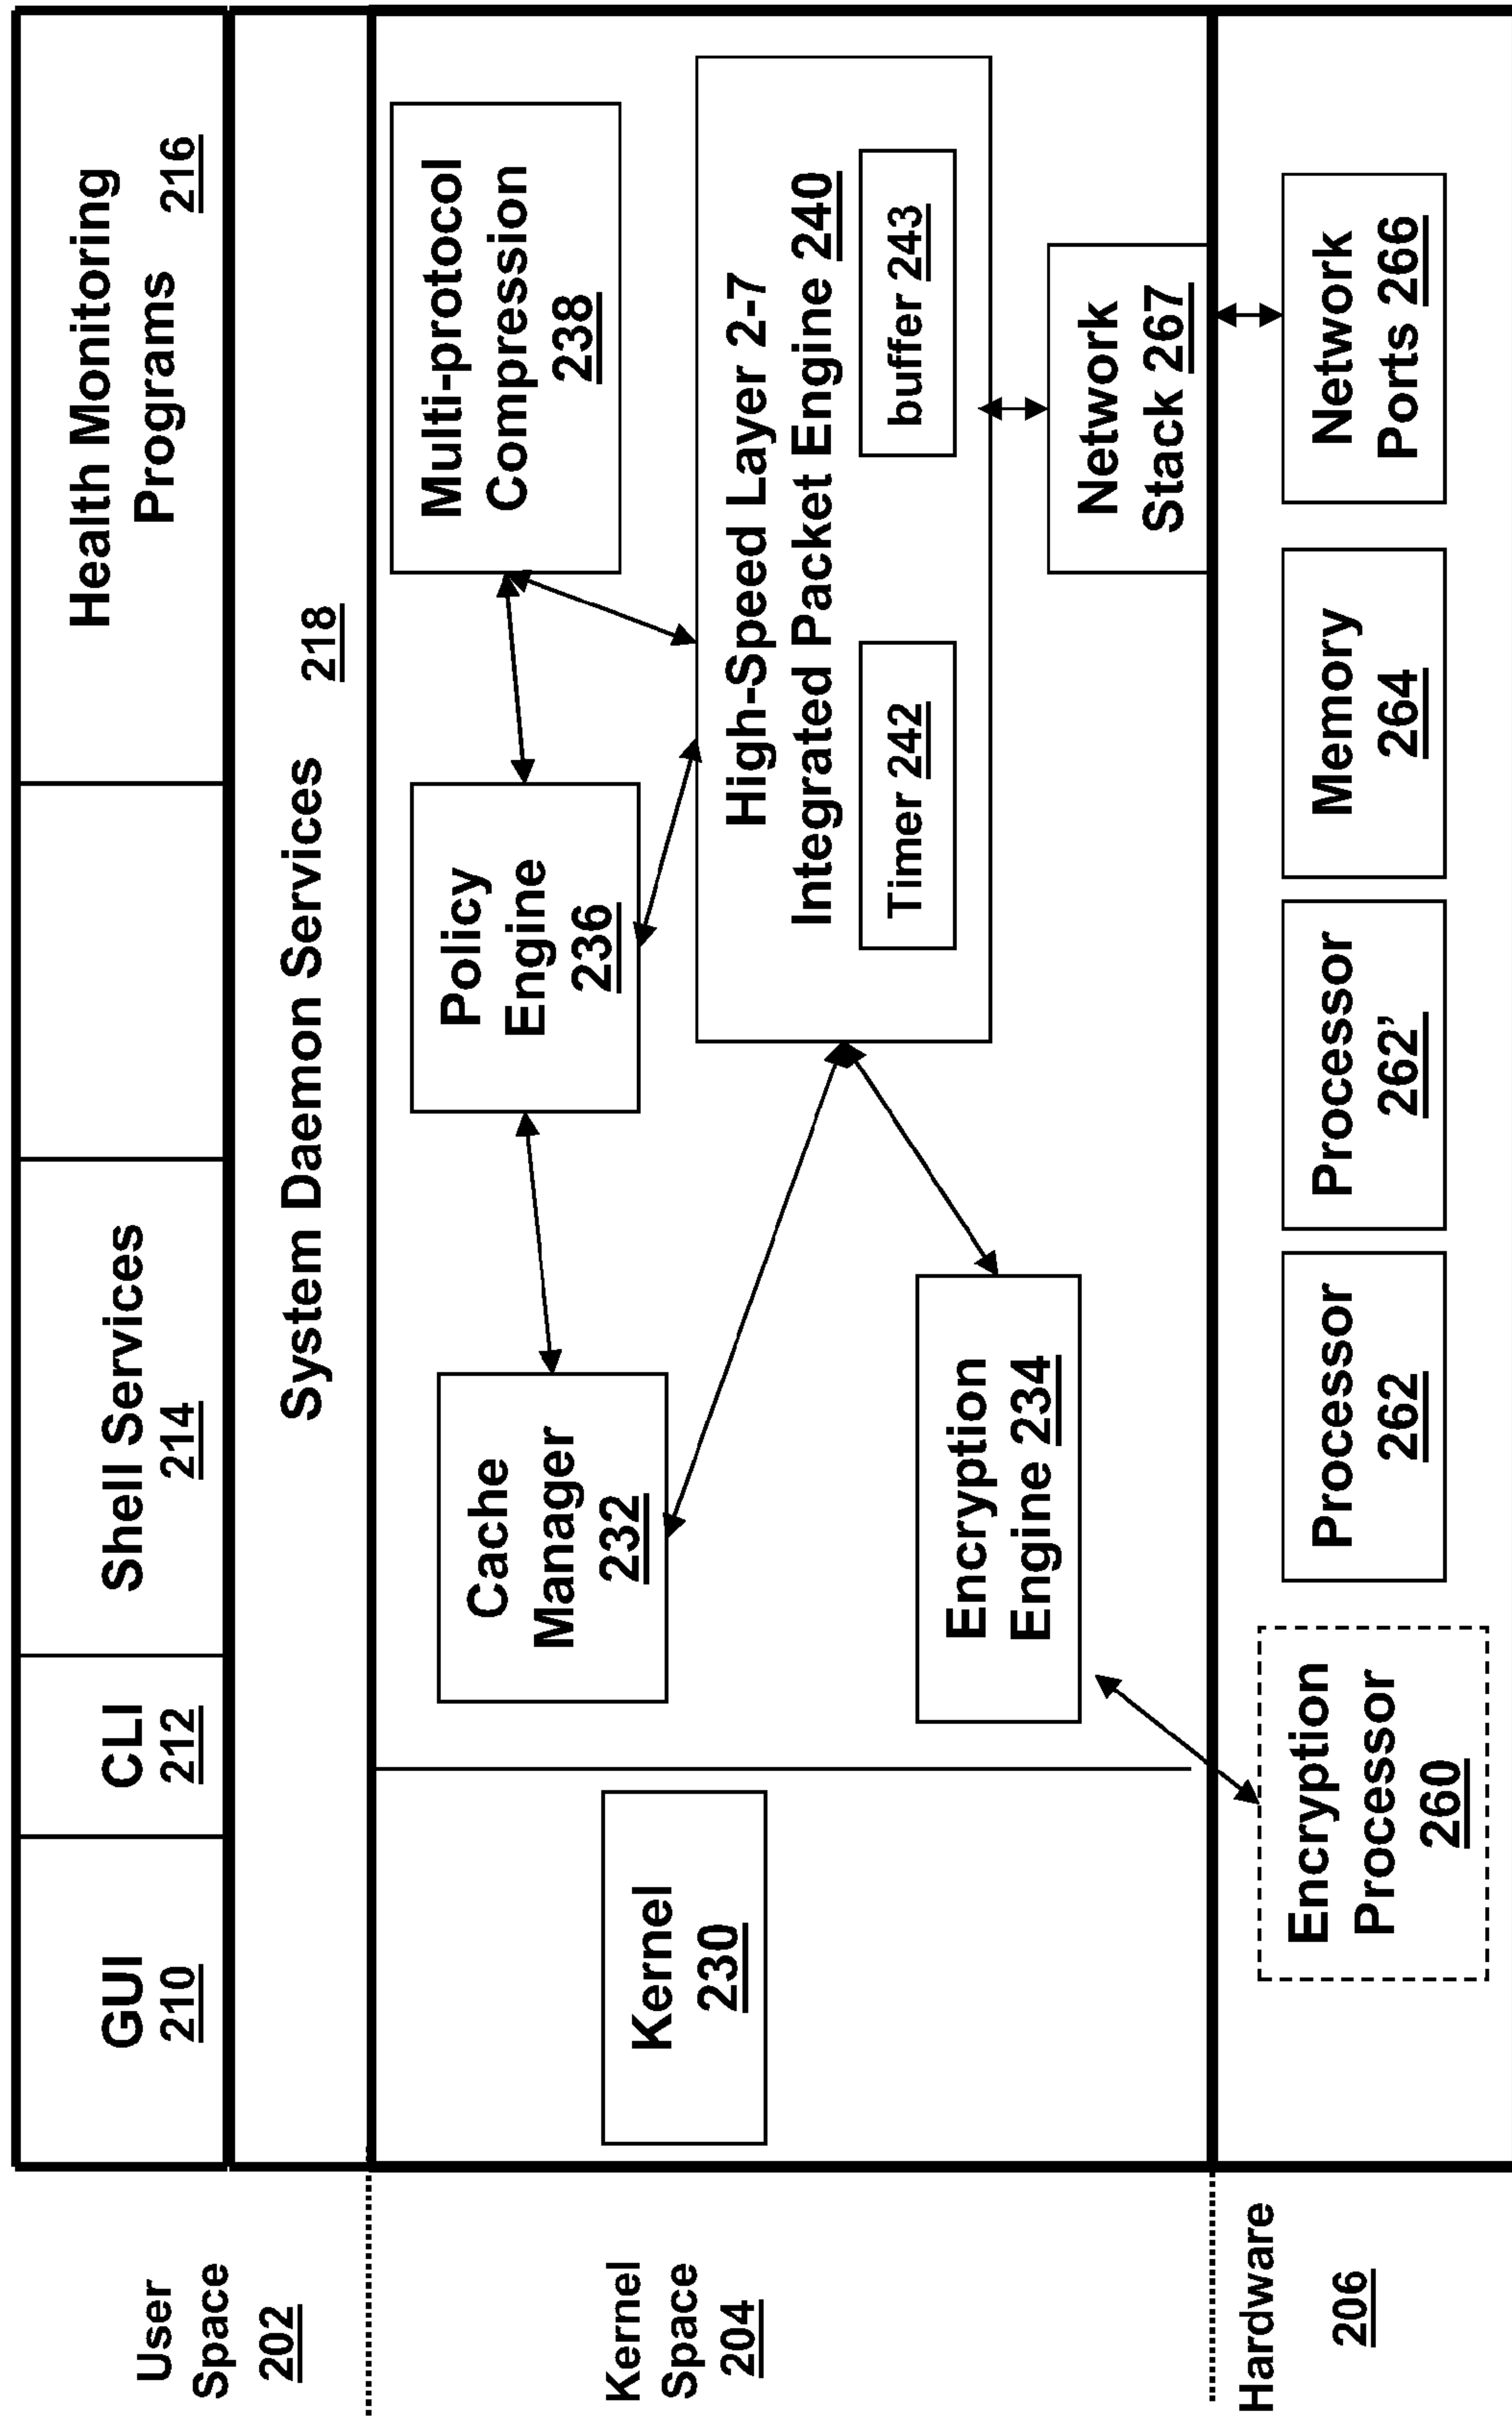 User
Space
202
GUI
210
CLI
212
Shell Services
214
Health Monitoring
Programs 216
System Daemon Services 218
Kernel
Space
204
Kernel
230
Cache
Manager
232
Policy
Engine
236
Multi-protocol
Compression
238
High-Speed Layer 2-7
Integrated Packet Engine 240
Timer 242
buffer 243
Encryption
Engine 234
Network
Stack 267
Hardware
206
Encryption
Processor
260
Processor
262
Processor
262’
Memory
264
Network
Ports 266